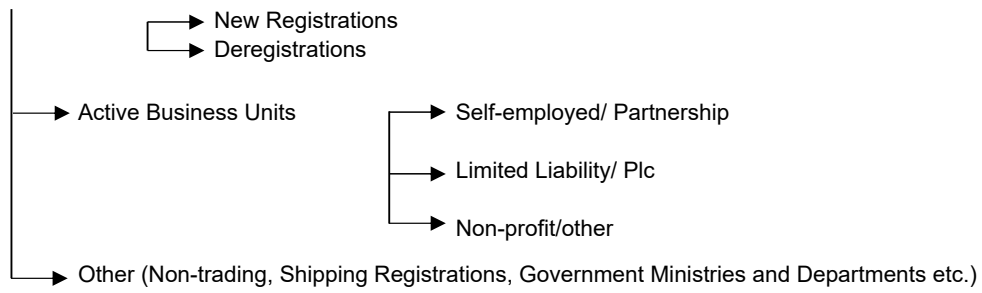 New Registrations
Deregistrations
Active Business Units
Self-employed/ Partnership
Limited Liability/ Plc
Non-profit/other
Other (Non-trading, Shipping Registrations, Government Ministries and Departments etc.)